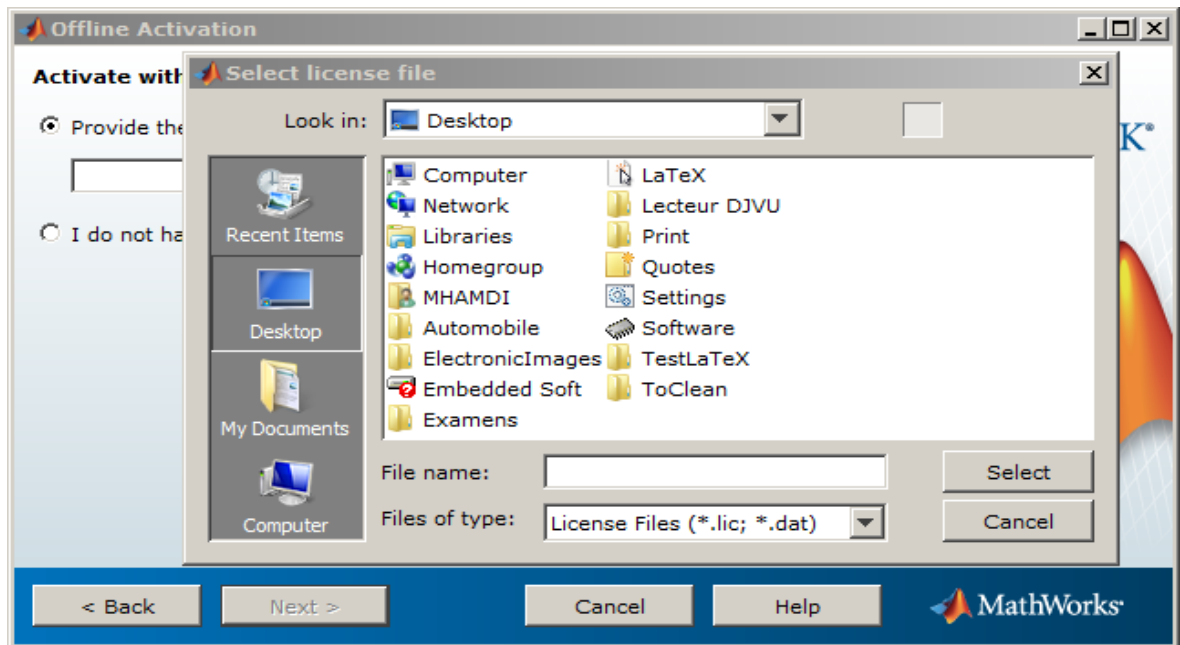 Offline Activation
Activate with
Select license file
Look in:
Desktop
Provide the
K®
Recent Items
Desktop
My Documents
Computer
Computer
Network
Libraries
Homegroup
MHAMDI
Automobile
ElectronicImages
Embedded Soft
Examens
LaTeX
Lecteur DJVU
Print
Quotes
Settings
Software
TestLaTeX
ToClean
I do not ha
File name:
Select
Files of type:
License Files (*.lic; *.dat)
Cancel
< Back
Next >
Cancel
Help
MathWorks®